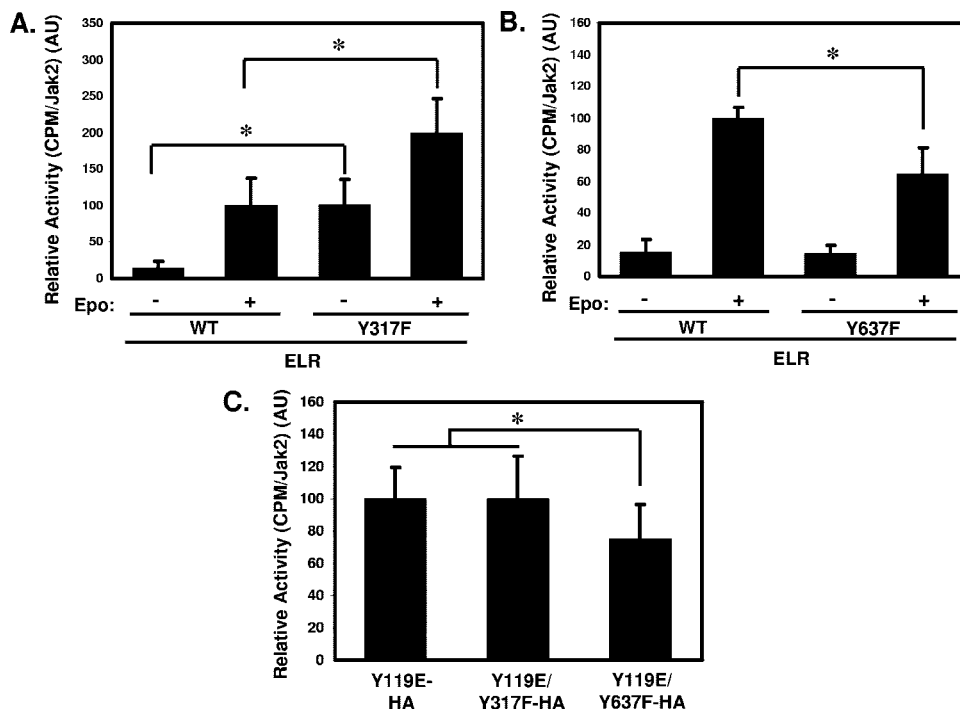 A.
Relative Activity (CPM/Jak2) (AU)
350
300
250
200
150
100
50
0
*
*
Epo: - + - +
WT Y317F
ELR
B.
Relative Activity (CPM/Jak2) (AU)
160
140
120
100
80
60
40
20
0
*
Epo: - + - +
WT Y637F
ELR
C.
Relative Activity (CPM/Jak2) (AU)
160
140
120
100
80
60
40
20
0
*
Y119E-
HA
Y119E/
Y317F-HA
Y119E/
Y637F-HA